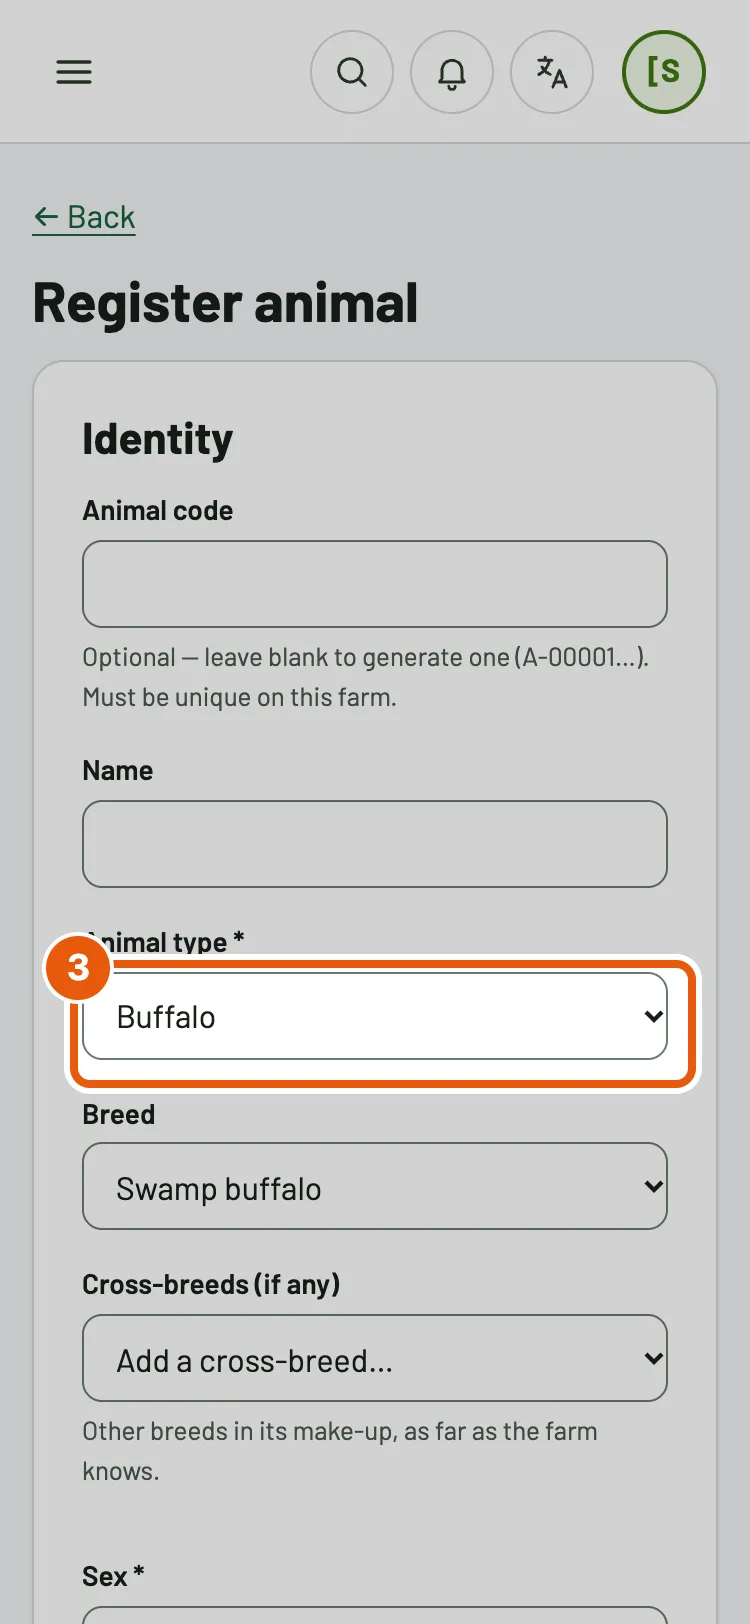 [S
← Back
Register animal
Identity
Animal code
Optional — leave blank to generate one (A-00001...).
Must be unique on this farm.
Name
Animal type *
3
Buffalo
Breed
Swamp buffalo
Cross-breeds (if any)
Add a cross-breed...
Other breeds in its make-up, as far as the farm
knows.
Sex *